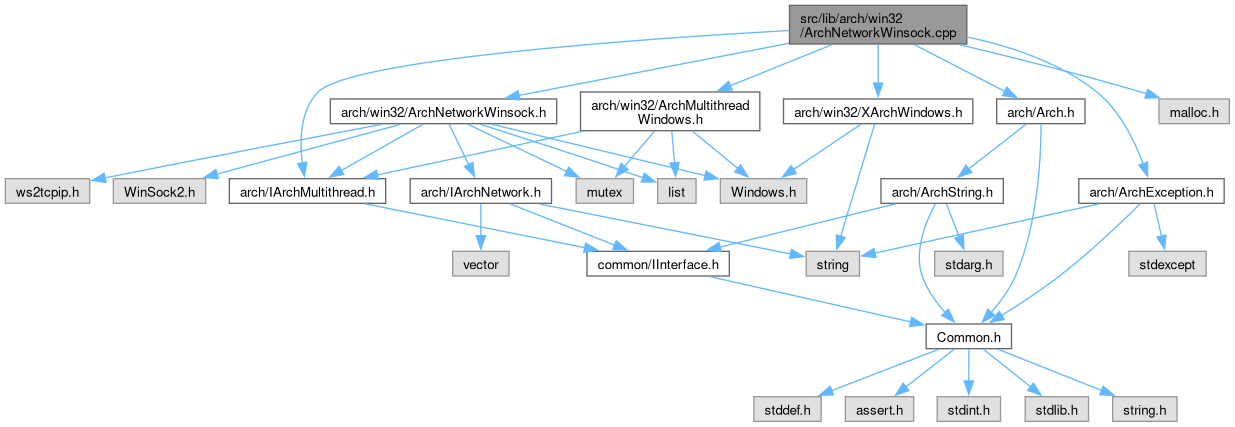 src/lib/arch/win32
/ArchNetworkWinsock.cpp
arch/win32/ArchNetworkWinsock.h
arch/win32/ArchMultithread
Windows.h
arch/win32/XArchWindows.h
arch/Arch.h
malloc.h
ws2tcpip.h
WinSock2.h
arch/IArchMultithread.h
arch/IArchNetwork.h
mutex
list
Windows.h
arch/ArchString.h
arch/ArchException.h
vector
common/IInterface.h
string
stdarg.h
stdexcept
Common.h
stddef.h
assert.h
stdint.h
stdlib.h
string.h